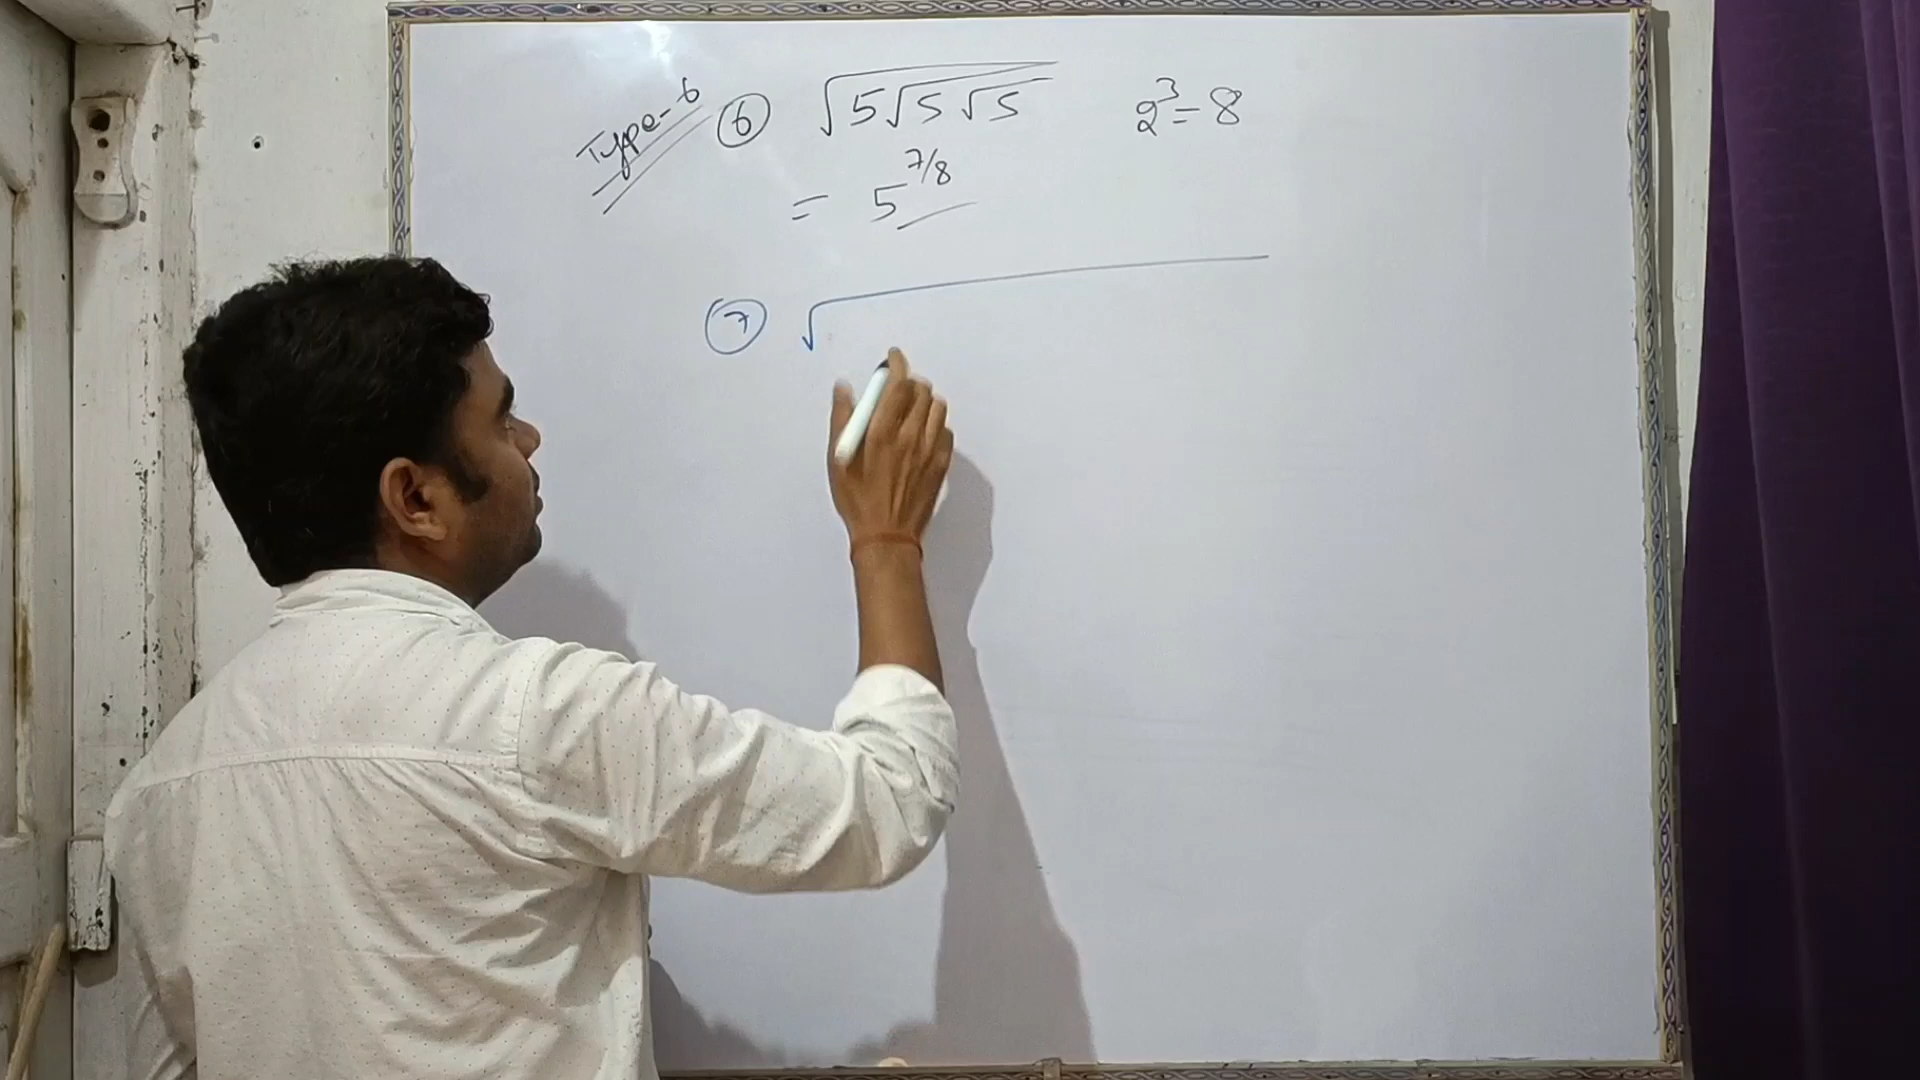 Type-6 ⑥ √5√5√5 2³=8
= 5^7/8
⑦ √